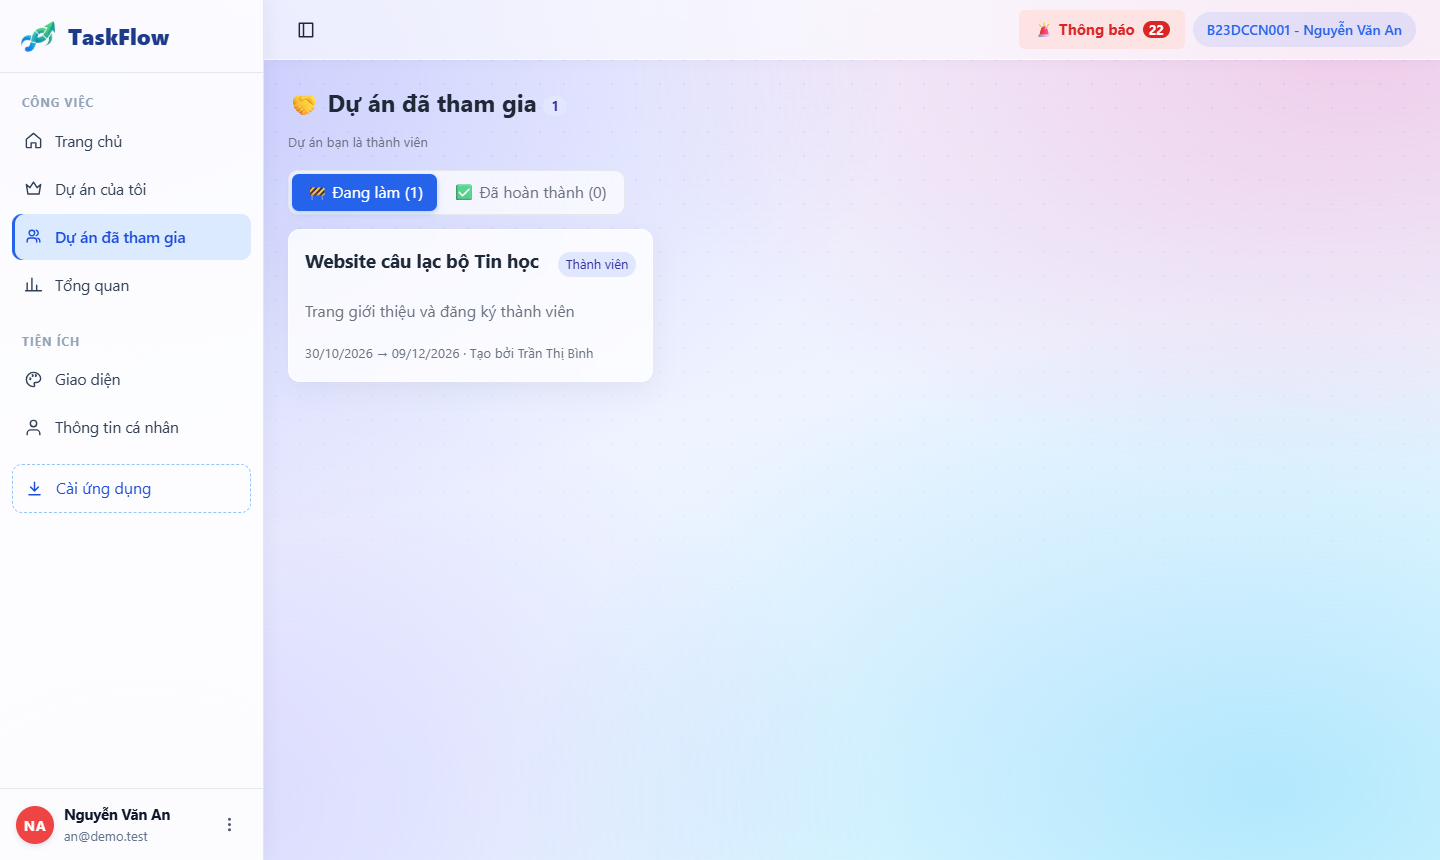 TaskFlow
CÔNG VIỆC
Trang chủ
Dự án của tôi
Dự án đã tham gia
Tổng quan
TIỆN ÍCH
Giao diện
Thông tin cá nhân
Cài ứng dụng
NA
Nguyễn Văn An
an@demo.test
Thông báo 22
B23DCCN001 - Nguyễn Văn An
Dự án đã tham gia 1
Dự án bạn là thành viên
Đang làm (1)
Đã hoàn thành (0)
Website câu lạc bộ Tin học
Thành viên
Trang giới thiệu và đăng ký thành viên
30/10/2026 → 09/12/2026 · Tạo bởi Trần Thị Bình